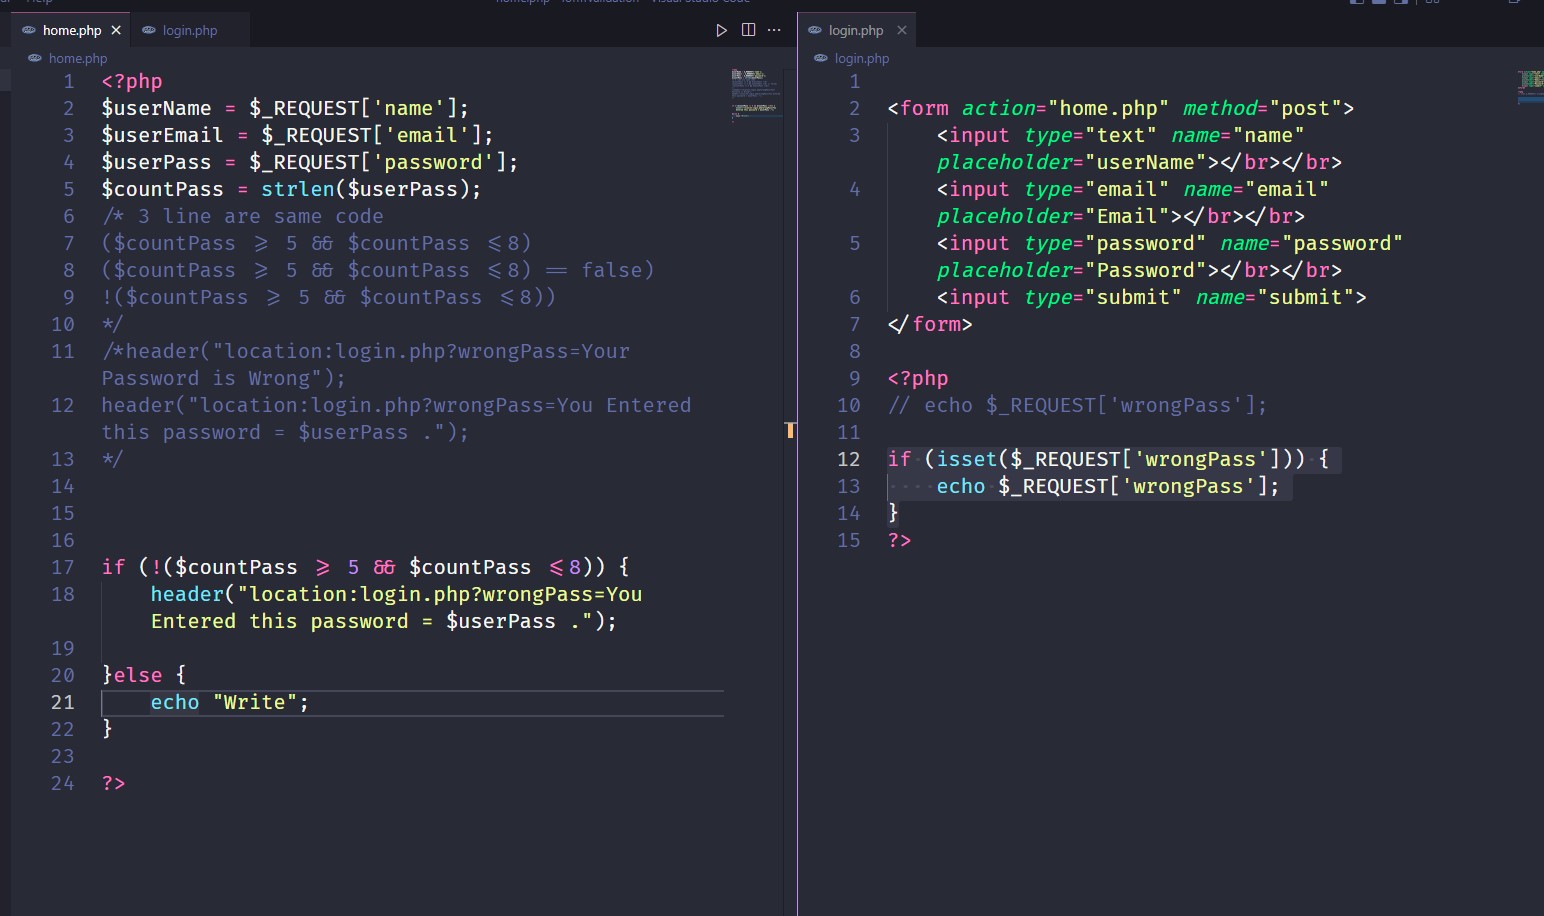 home.php - formValidation - Visual Studio Code
home.php
login.php
home.php
1 <?php
2 $userName = $_REQUEST['name'];
3 $userEmail = $_REQUEST['email'];
4 $userPass = $_REQUEST['password'];
5 $countPass = strlen($userPass);
6 /* 3 line are same code
7 ($countPass >= 5 && $countPass <=8)
8 ($countPass >= 5 && $countPass <=8) == false)
9 !($countPass >= 5 && $countPass <=8))
10 */
11 /*header("location:login.php?wrongPass=Your
Password is Wrong");
12 header("location:login.php?wrongPass=You Entered
this password = $userPass .");
13 */
14
15
16
17 if (!($countPass >= 5 && $countPass <=8)) {
18 header("location:login.php?wrongPass=You
Entered this password = $userPass .");
19
20 }else {
21 echo "Write";
22 }
23
24 ?>
login.php
login.php
1
2 <form action="home.php" method="post">
3 <input type="text" name="name"
placeholder="userName"></br></br>
4 <input type="email" name="email"
placeholder="Email"></br></br>
5 <input type="password" name="password"
placeholder="Password"></br></br>
6 <input type="submit" name="submit">
7 </form>
8
9 <?php
10 // echo $_REQUEST['wrongPass'];
11
12 if (isset($_REQUEST['wrongPass'])) {
13 echo $_REQUEST['wrongPass'];
14 }
15 ?>